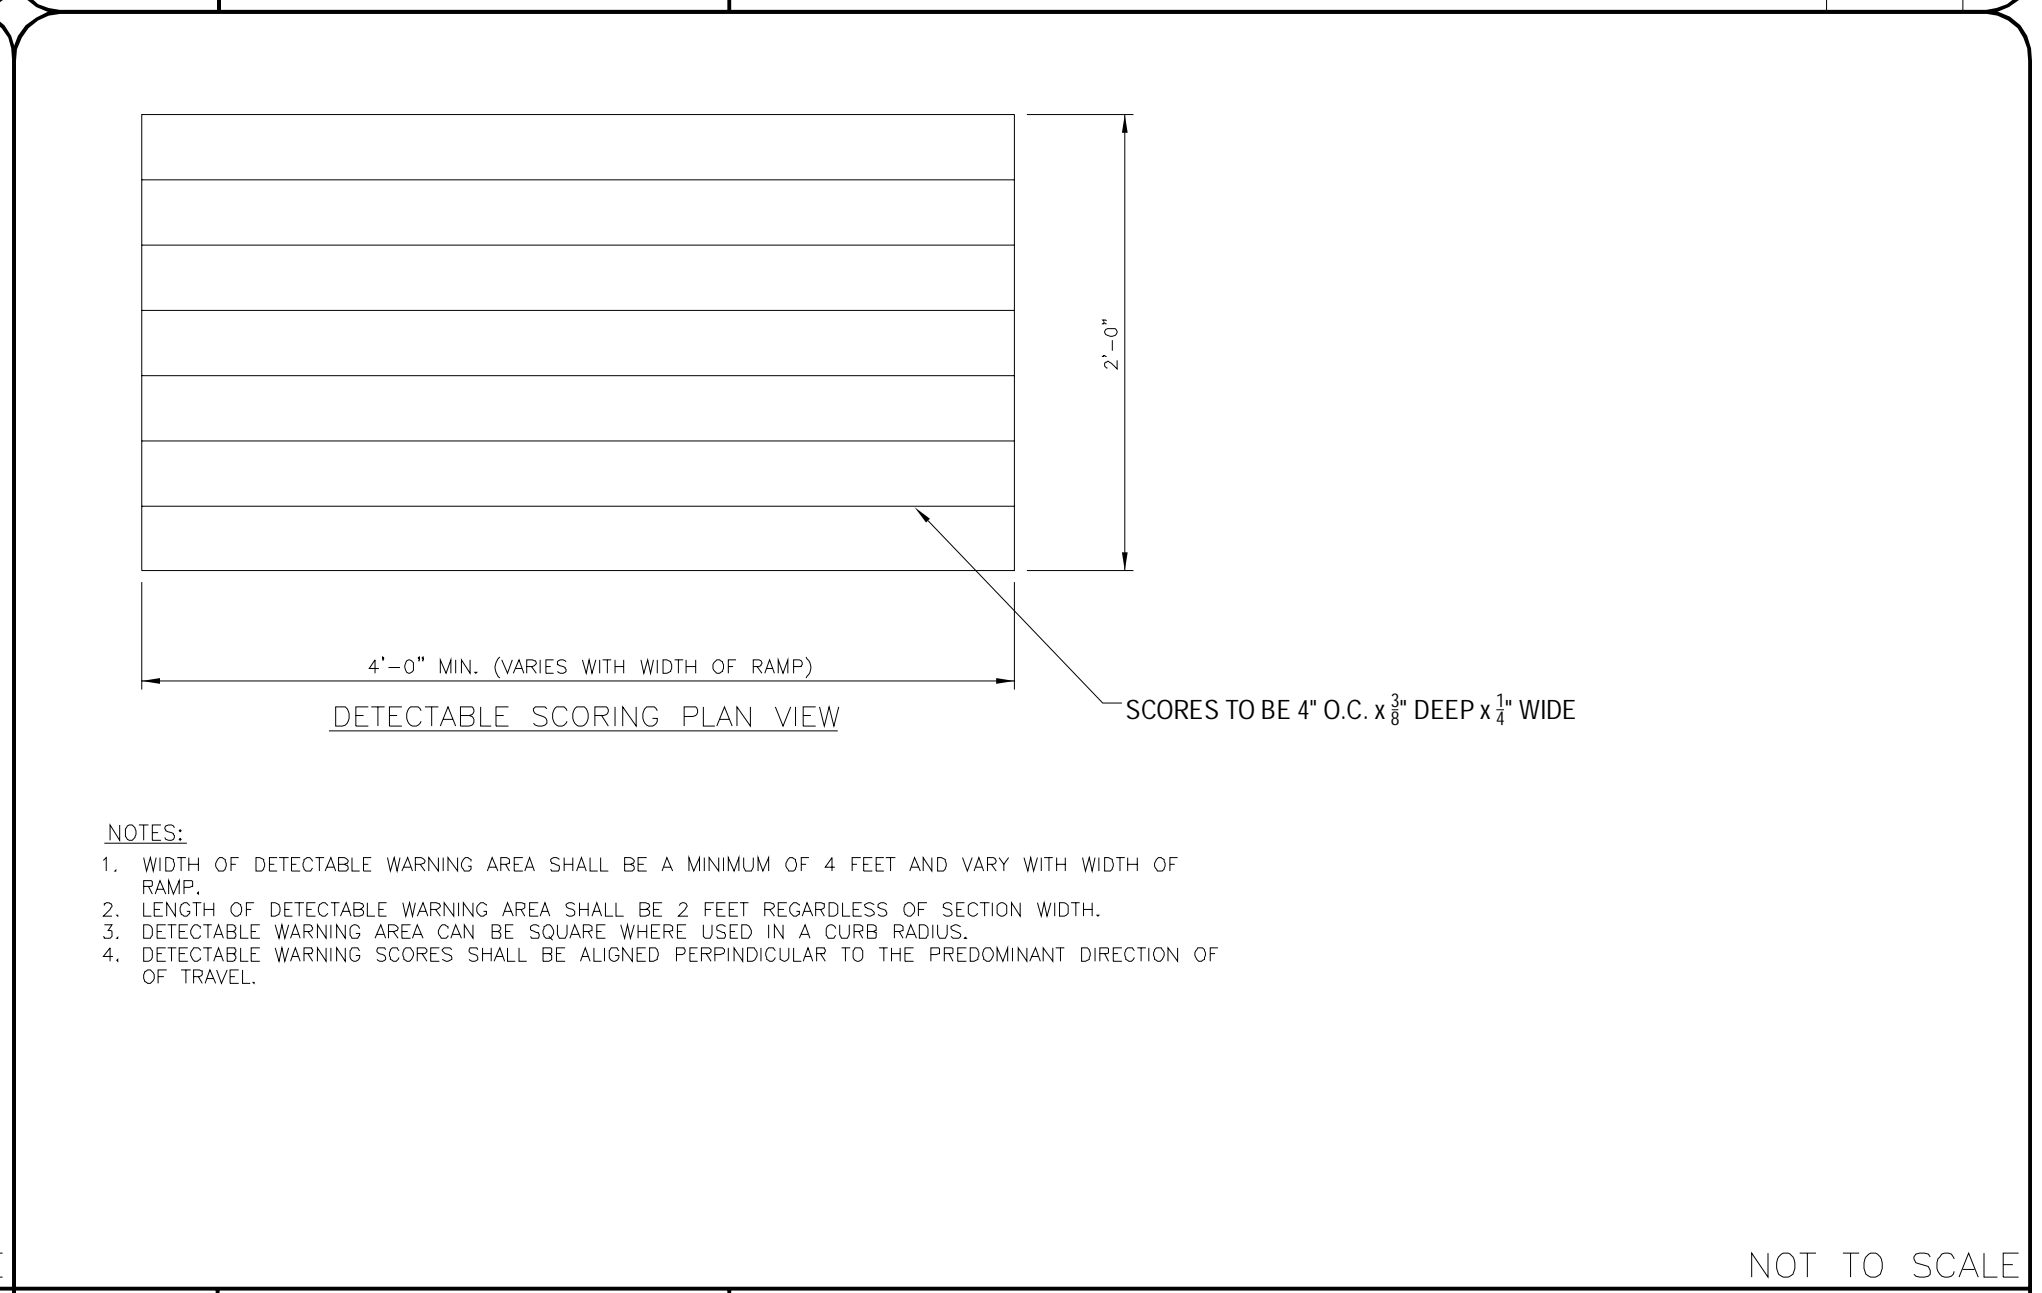 2'-0"
4'-0" MIN. (VARIES WITH WIDTH OF RAMP)
DETECTABLE SCORING PLAN VIEW
SCORES TO BE 4" O.C. x 3/8" DEEP x 1/4" WIDE
NOTES:
1. WIDTH OF DETECTABLE WARNING AREA SHALL BE A MINIMUM OF 4 FEET AND VARY WITH WIDTH OF
RAMP.
2. LENGTH OF DETECTABLE WARNING AREA SHALL BE 2 FEET REGARDLESS OF SECTION WIDTH.
3. DETECTABLE WARNING AREA CAN BE SQUARE WHERE USED IN A CURB RADIUS.
4. DETECTABLE WARNING SCORES SHALL BE ALIGNED PERPINDICULAR TO THE PREDOMINANT DIRECTION OF
OF TRAVEL.
NOT TO SCALE